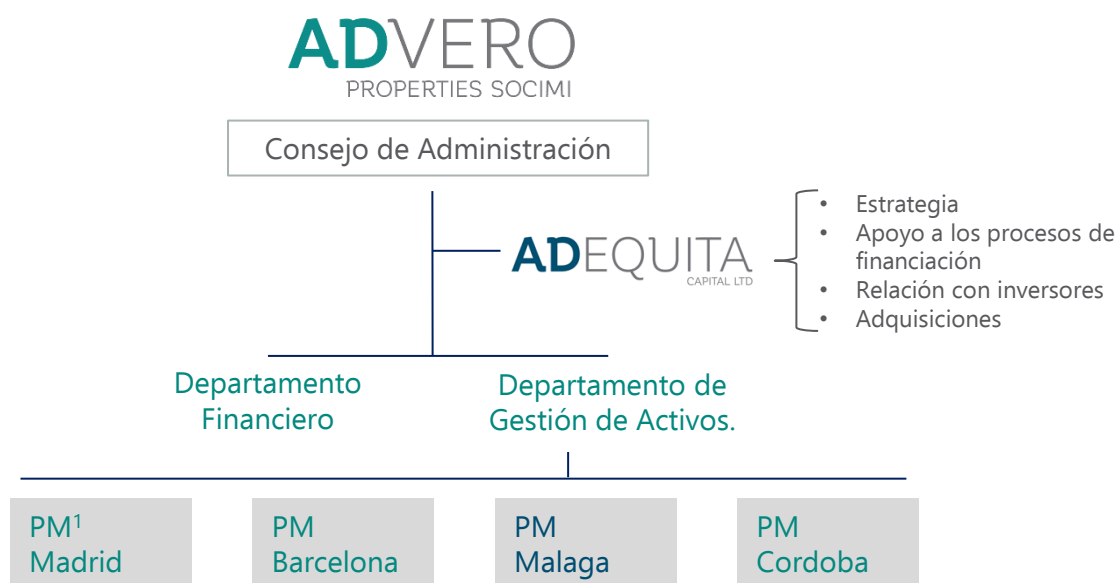 ADVERO
PROPERTIES SOCIMI
Consejo de Administración
ADEQUITA
CAPITAL LTD
• Estrategia
• Apoyo a los procesos de
financiación
• Relación con inversores
• Adquisiciones
Departamento
Financiero
Departamento de
Gestión de Activos.
PM¹
Madrid
PM
Barcelona
PM
Malaga
PM
Cordoba